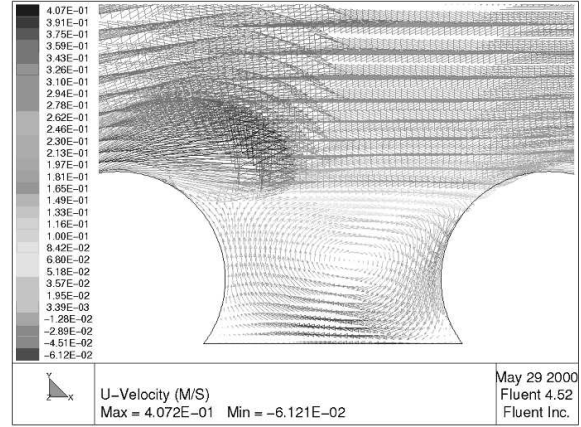 4.07E-01
3.91E-01
3.75E-01
3.59E-01
3.43E-01
3.26E-01
3.10E-01
2.94E-01
2.78E-01
2.62E-01
2.46E-01
2.30E-01
2.13E-01
1.97E-01
1.81E-01
1.65E-01
1.49E-01
1.33E-01
1.16E-01
1.00E-01
8.42E-02
6.80E-02
5.18E-02
3.57E-02
1.95E-02
3.39E-03
-1.28E-02
-2.89E-02
-4.51E-02
-6.12E-02
Y
Z X
U-Velocity (M/S)
Max = 4.072E-01 Min = -6.121E-02
May 29 2000
Fluent 4.52
Fluent Inc.